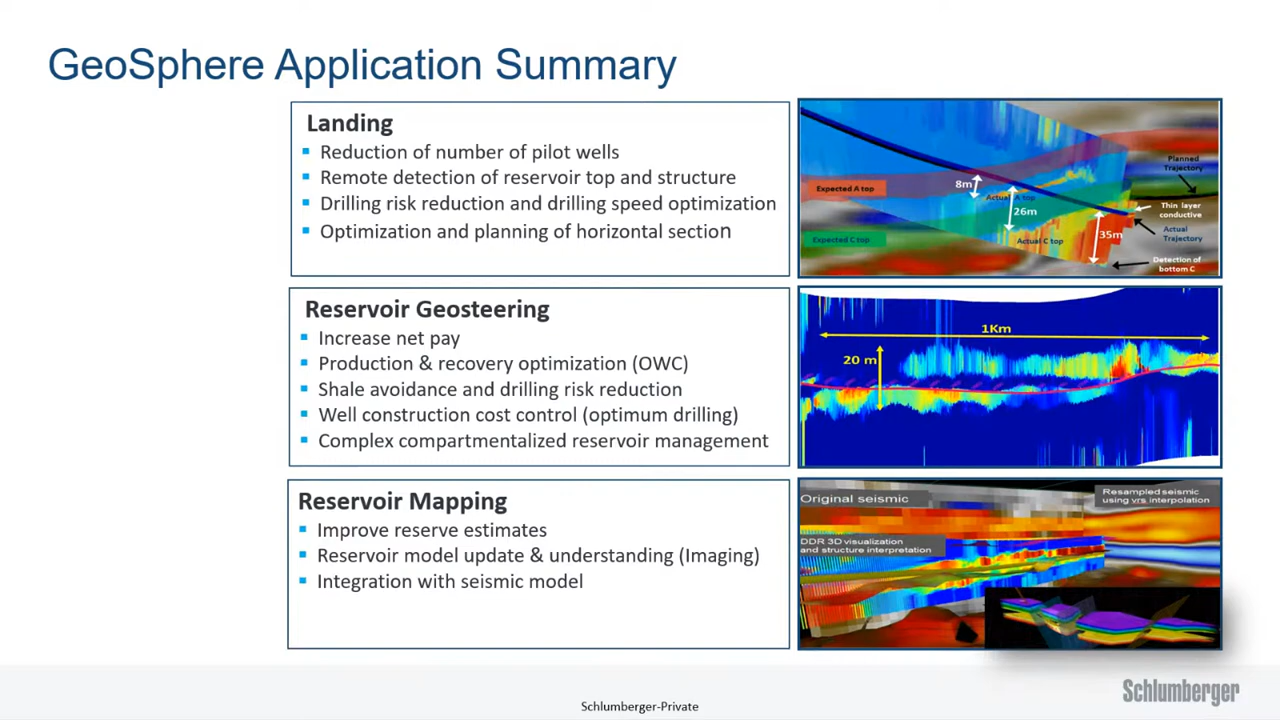 GeoSphere Application Summary
Landing
Reduction of number of pilot wells
Remote detection of reservoir top and structure
Drilling risk reduction and drilling speed optimization
Optimization and planning of horizontal section
Expected A top
Expected C top
8m
Actual A top
26m
Actual C top
35m
Planned
Trajectory
Thin layer
conductive
Actual
Trajectory
Detection of
bottom C
Reservoir Geosteering
Increase net pay
Production & recovery optimization (OWC)
Shale avoidance and drilling risk reduction
Well construction cost control (optimum drilling)
Complex compartmentalized reservoir management
1Km
20 m
Reservoir Mapping
Improve reserve estimates
Reservoir model update & understanding (Imaging)
Integration with seismic model
Original seismic
Resampled seismic
using vrs interpolation
DDR 3D visualization
and structure interpretation
Schlumberger
Schlumberger-Private